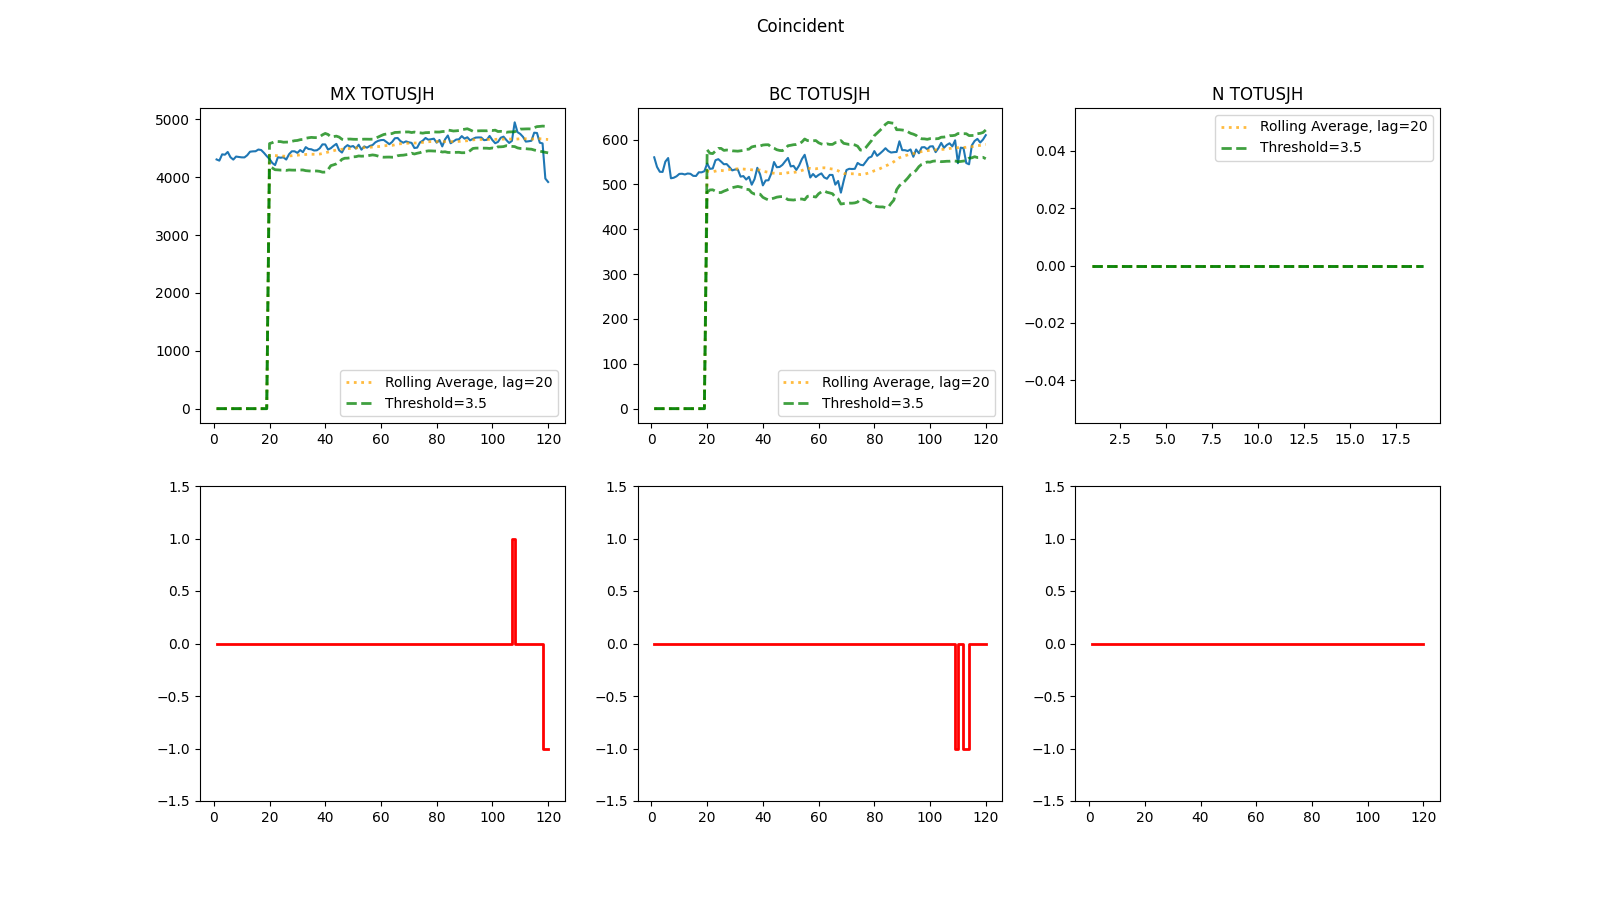 Coincident
MX TOTUSJH
BC TOTUSJH
N TOTUSJH
5000
4000
3000
2000
1000
0
Rolling Average, lag=20
Threshold=3.5
0 20 40 60 80 100 120
600
500
400
300
200
100
0
Rolling Average, lag=20
Threshold=3.5
0 20 40 60 80 100 120
0.04
0.02
0.00
−0.02
−0.04
Rolling Average, lag=20
Threshold=3.5
2.5 5.0 7.5 10.0 12.5 15.0 17.5
1.5
1.0
0.5
0.0
−0.5
−1.0
−1.5
0 20 40 60 80 100 120
1.5
1.0
0.5
0.0
−0.5
−1.0
−1.5
0 20 40 60 80 100 120
1.5
1.0
0.5
0.0
−0.5
−1.0
−1.5
0 20 40 60 80 100 120